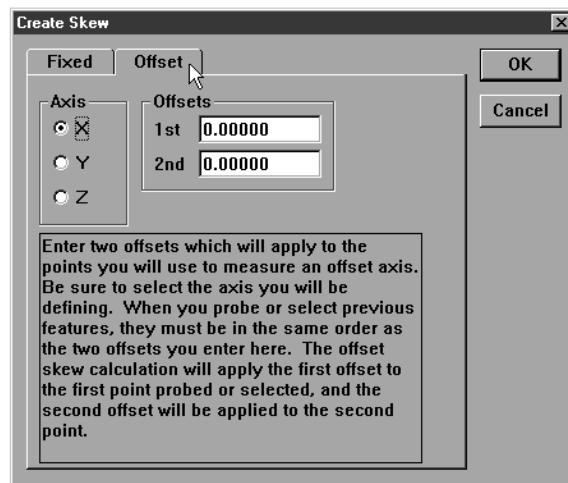 Create Skew
Fixed Offset
OK
Cancel
Axis
X
Y
Z
Offsets
1st 0.00000
2nd 0.00000
Enter two offsets which will apply to the
points you will use to measure an offset axis.
Be sure to select the axis you will be
defining. When you probe or select previous
features, they must be in the same order as
the two offsets you enter here. The offset
skew calculation will apply the first offset to
the first point probed or selected, and the
second offset will be applied to the second
point.